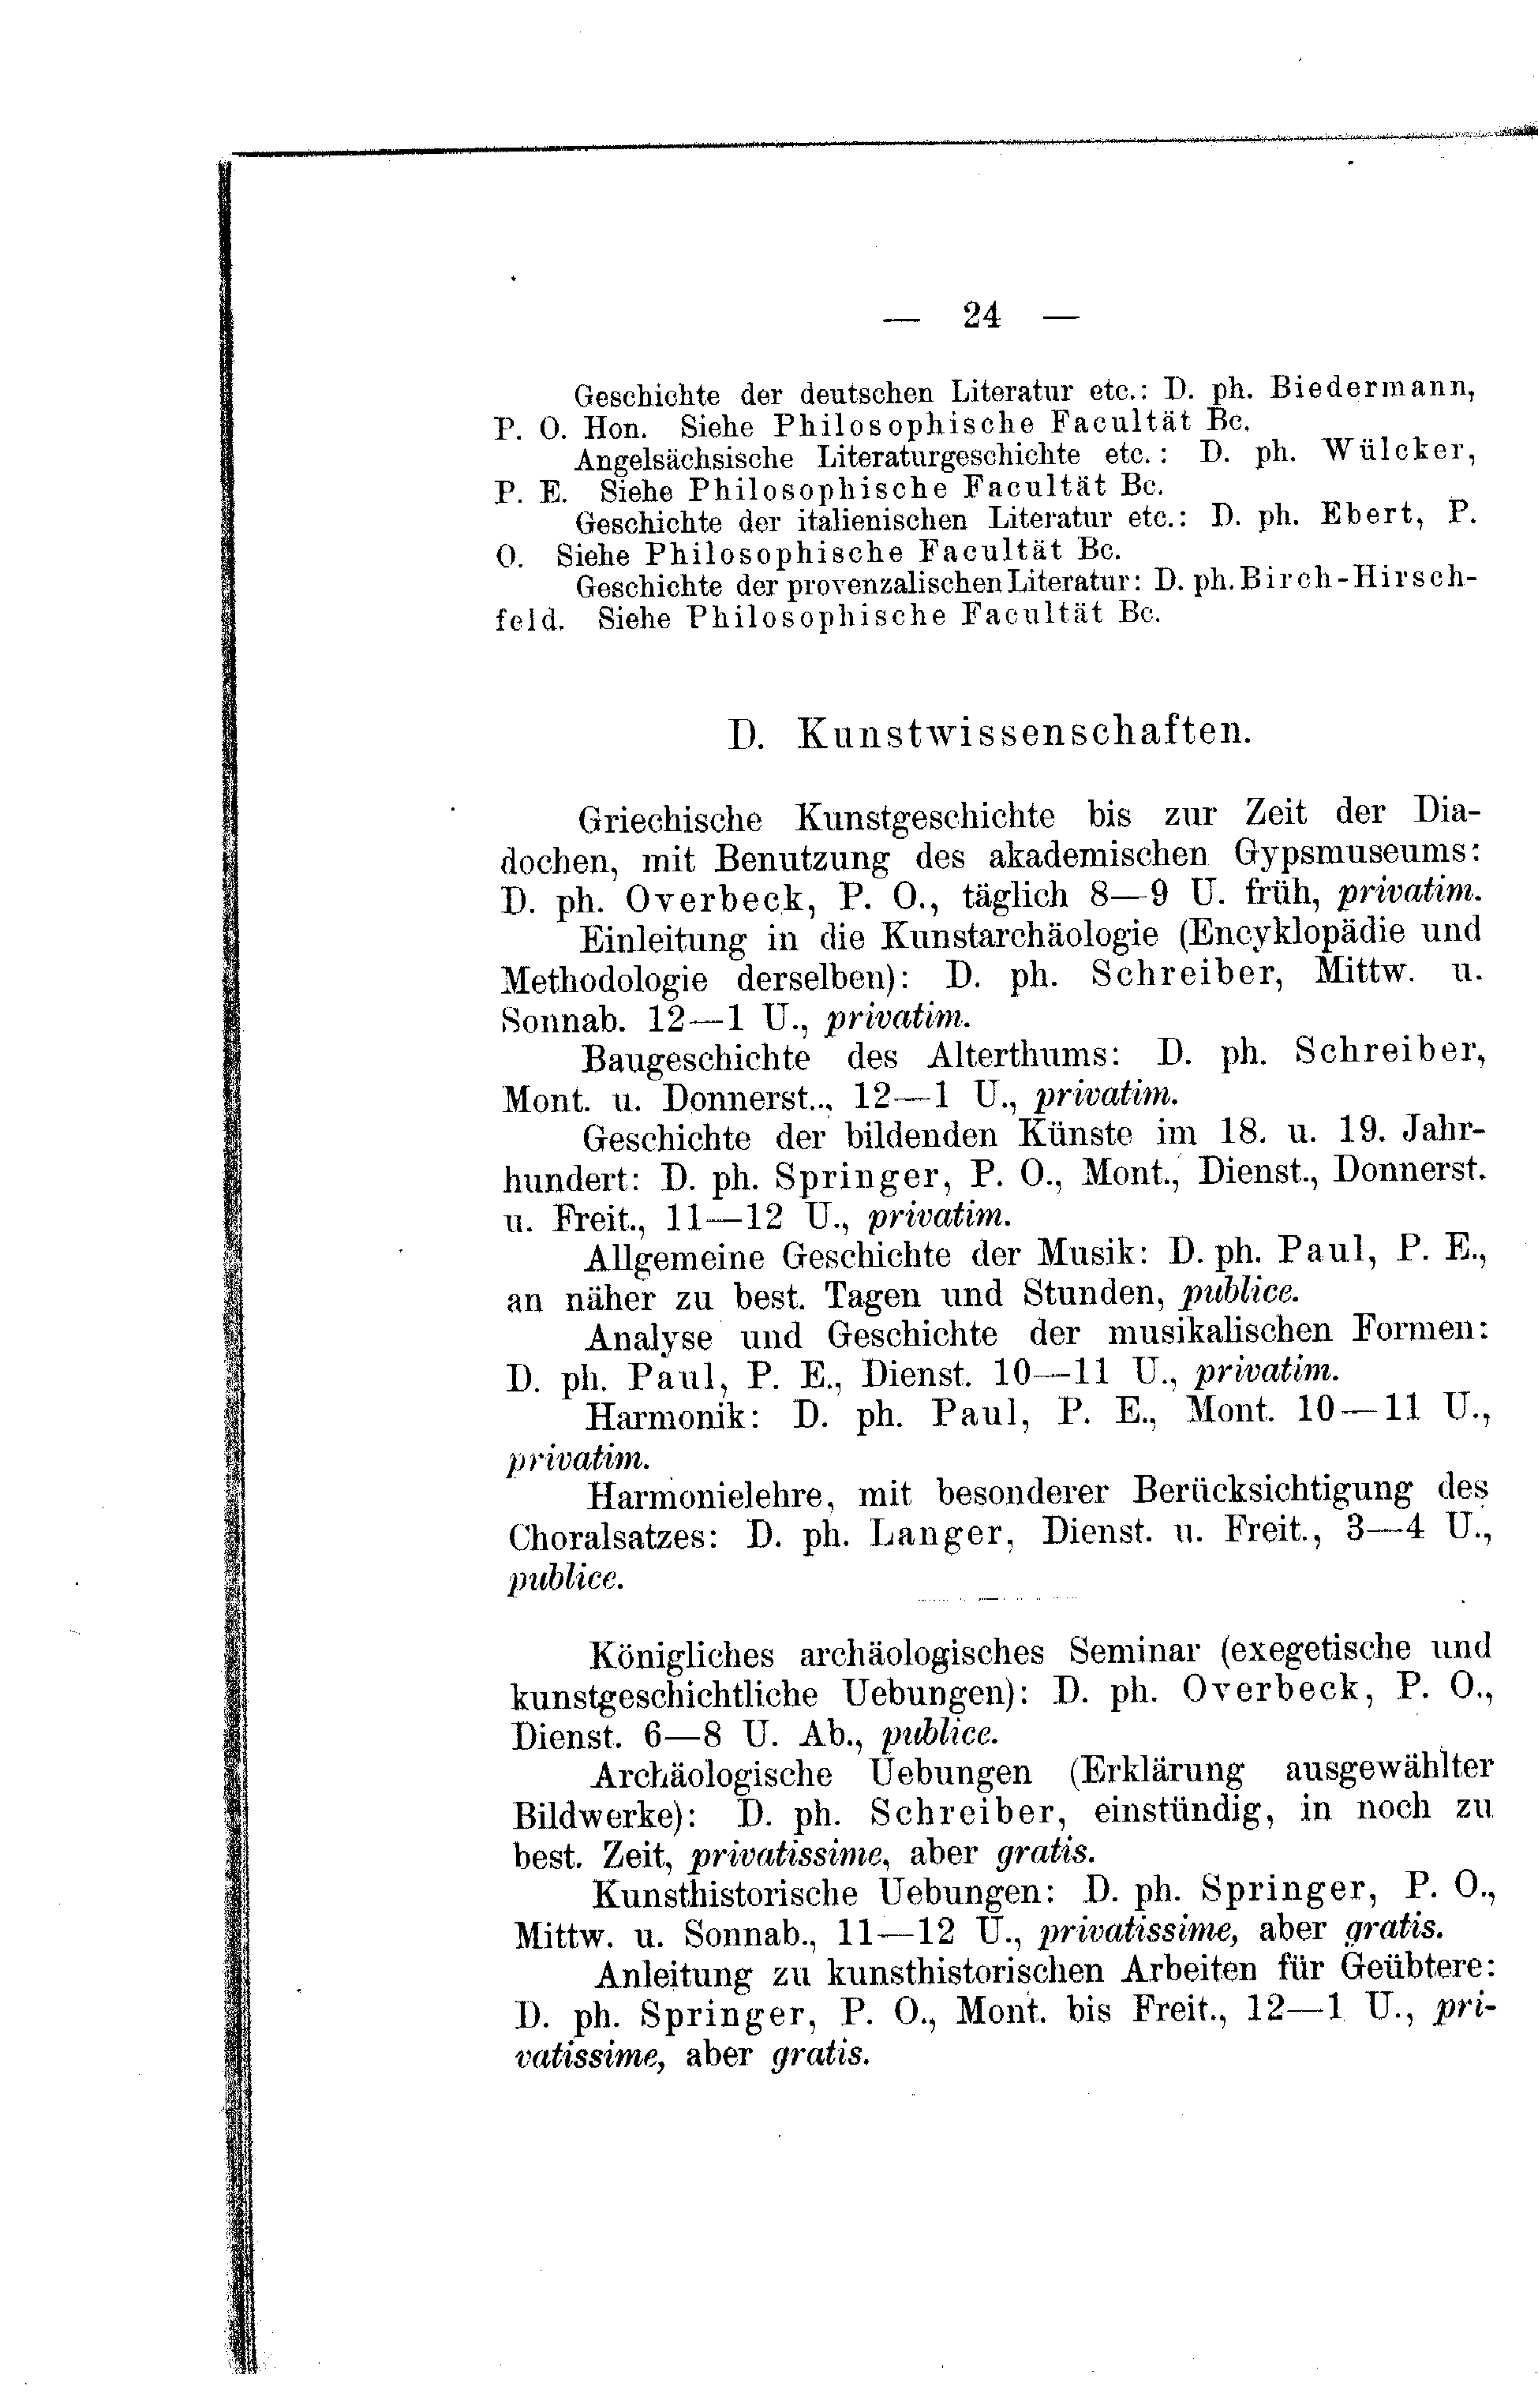 — 24 —
Geschichte der deutschen Literatur etc.: D. ph. Biedermann,
P. O. Hon. Siehe Philosophische Facultät Bc.
Angelsächsische Literaturgeschichte etc.: D. ph. Wülcker,
P. E. Siehe Philosophische Facultät Bc.
Geschichte der italienischen Literatur etc.: D. ph. Ebert, P.
O. Siehe Philosophische Facultät Bc.
Geschichte der provenzalischen Literatur: D. ph. Birch-Hirsch-
feld. Siehe Philosophische Facultät Bc.
D. Kunstwissenschaften.
Griechische Kunstgeschichte bis zur Zeit der Dia-
dochen, mit Benutzung des akademischen Gypsmuseums:
D. ph. Overbeck, P. O., täglich 8—9 U. früh, privatim.
Einleitung in die Kunstarchäologie (Encyklopädie und
Methodologie derselben): D. ph. Schreiber, Mittw. u.
Sonnab. 12—1 U., privatim.
Baugeschichte des Alterthums: D. ph. Schreiber,
Mont. u. Donnerst.., 12—1 U., privatim.
Geschichte der bildenden Künste im 18. u. 19. Jahr-
hundert: D. ph. Springer, P. O., Mont., Dienst., Donnerst.
u. Freit., 11—12 U., privatim.
Allgemeine Geschichte der Musik: D. ph. Paul, P. E.,
an näher zu best. Tagen und Stunden, publice.
Analyse und Geschichte der musikalischen Formen:
D. ph. Paul, P. E., Dienst. 10—11 U., privatim.
Harmonik: D. ph. Paul, P. E., Mont. 10—11 U.,
privatim.
Harmonielehre, mit besonderer Berücksichtigung des
Choralsatzes: D. ph. Langer, Dienst. u. Freit., 3—4 U.,
publice.
Königliches archäologisches Seminar (exegetische und
kunstgeschichtliche Uebungen): D. ph. Overbeck, P. O.,
Dienst. 6—8 U. Ab., publice.
Archäologische Uebungen (Erklärung ausgewählter
Bildwerke): D. ph. Schreiber, einstündig, in noch zu
best. Zeit, privatissime, aber gratis.
Kunsthistorische Uebungen: D. ph. Springer, P. O.,
Mittw. u. Sonnab., 11—12 U., privatissime, aber gratis.
Anleitung zu kunsthistorischen Arbeiten für Geübtere:
D. ph. Springer, P. O., Mont. bis Freit., 12—1 U., pri-
vatissime, aber gratis.